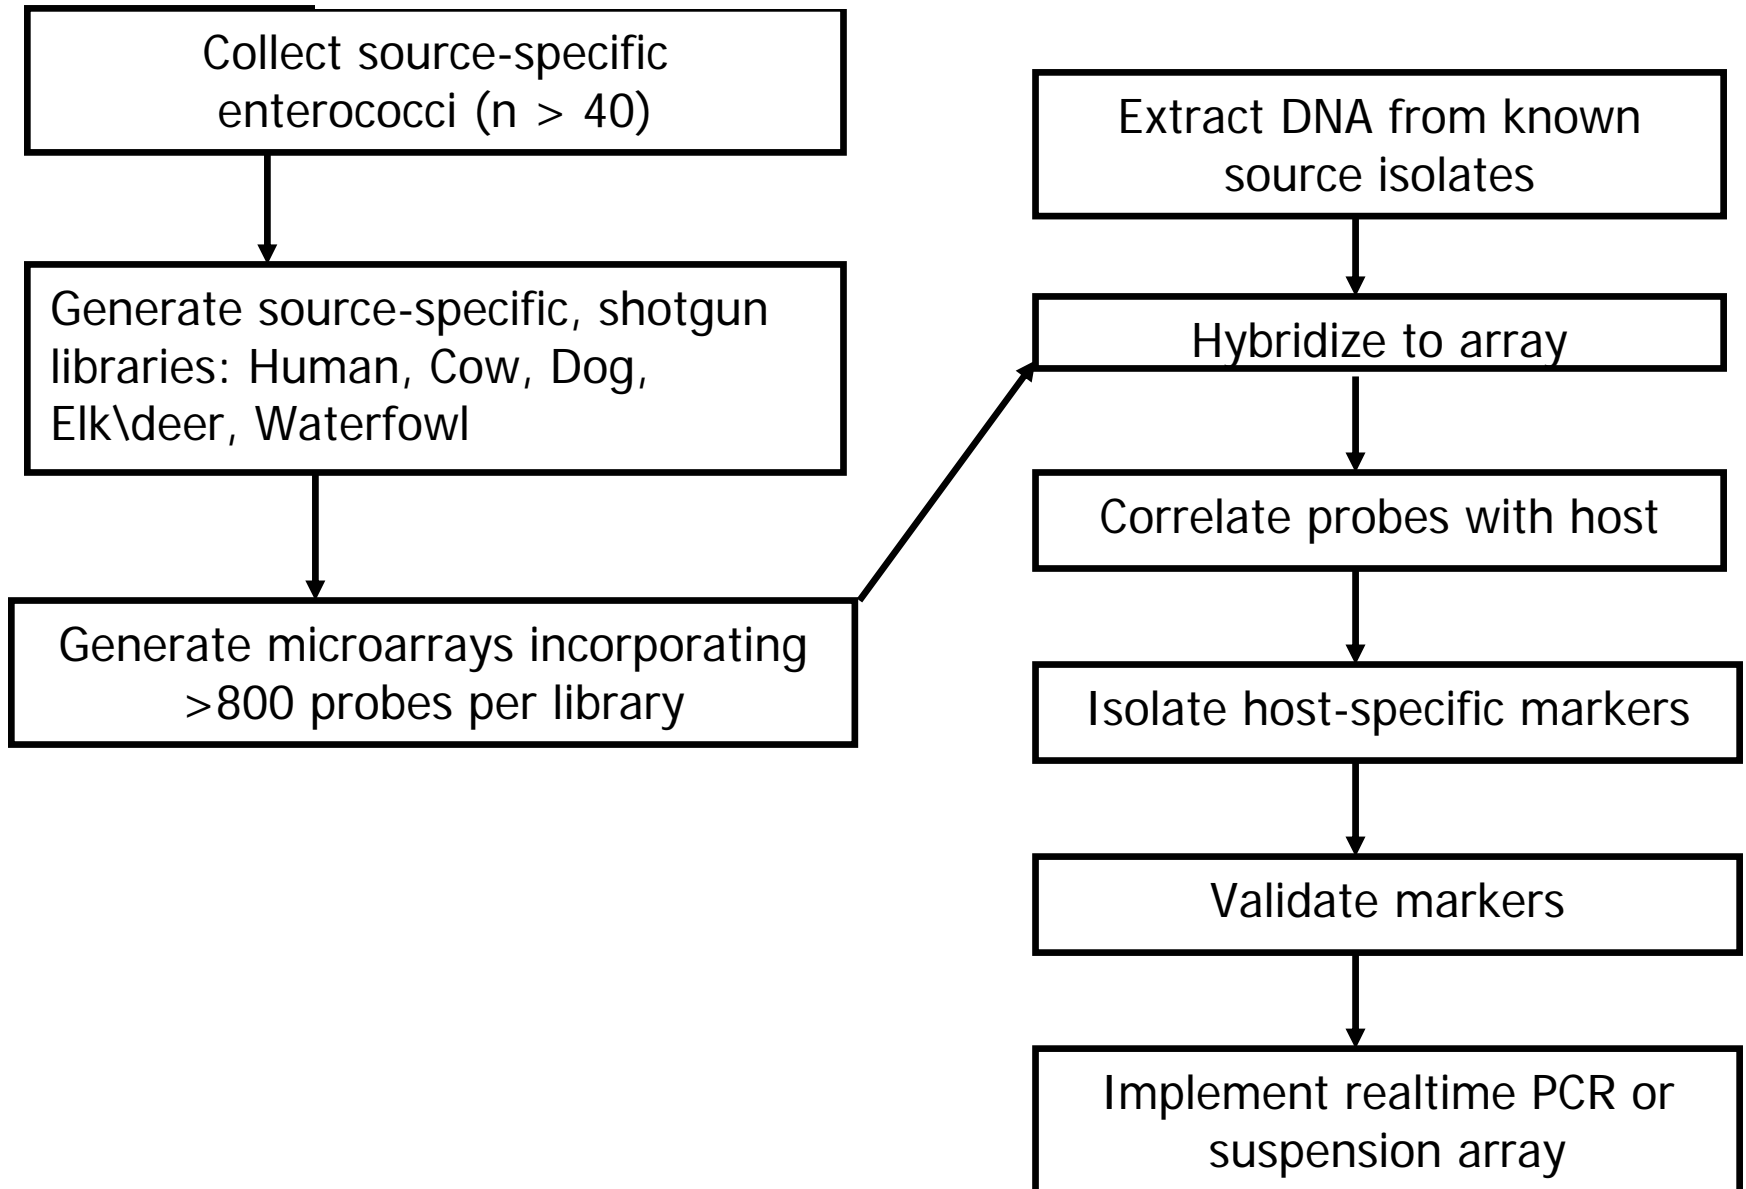 Collect source-specific
enterococci (n > 40)
Generate source-specific, shotgun
libraries: Human, Cow, Dog,
Elk\deer, Waterfowl
Generate microarrays incorporating
>800 probes per library
Extract DNA from known
source isolates
Hybridize to array
Correlate probes with host
Isolate host-specific markers
Validate markers
Implement realtime PCR or
suspension array